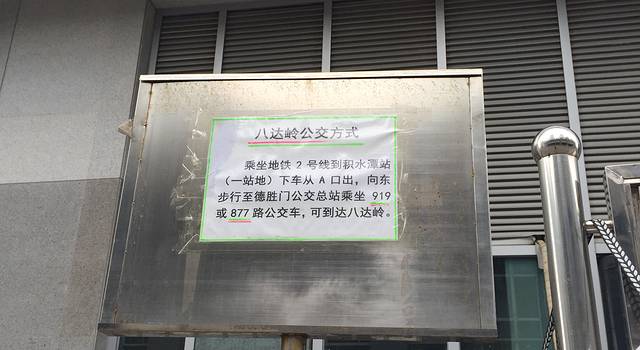 八达岭公交方式
乘坐地铁 2 号线到积水潭站
（一站地）下车从 A 口出，向东
步行至德胜门公交总站乘坐 919
或 877 路公交车，可到达八达岭。